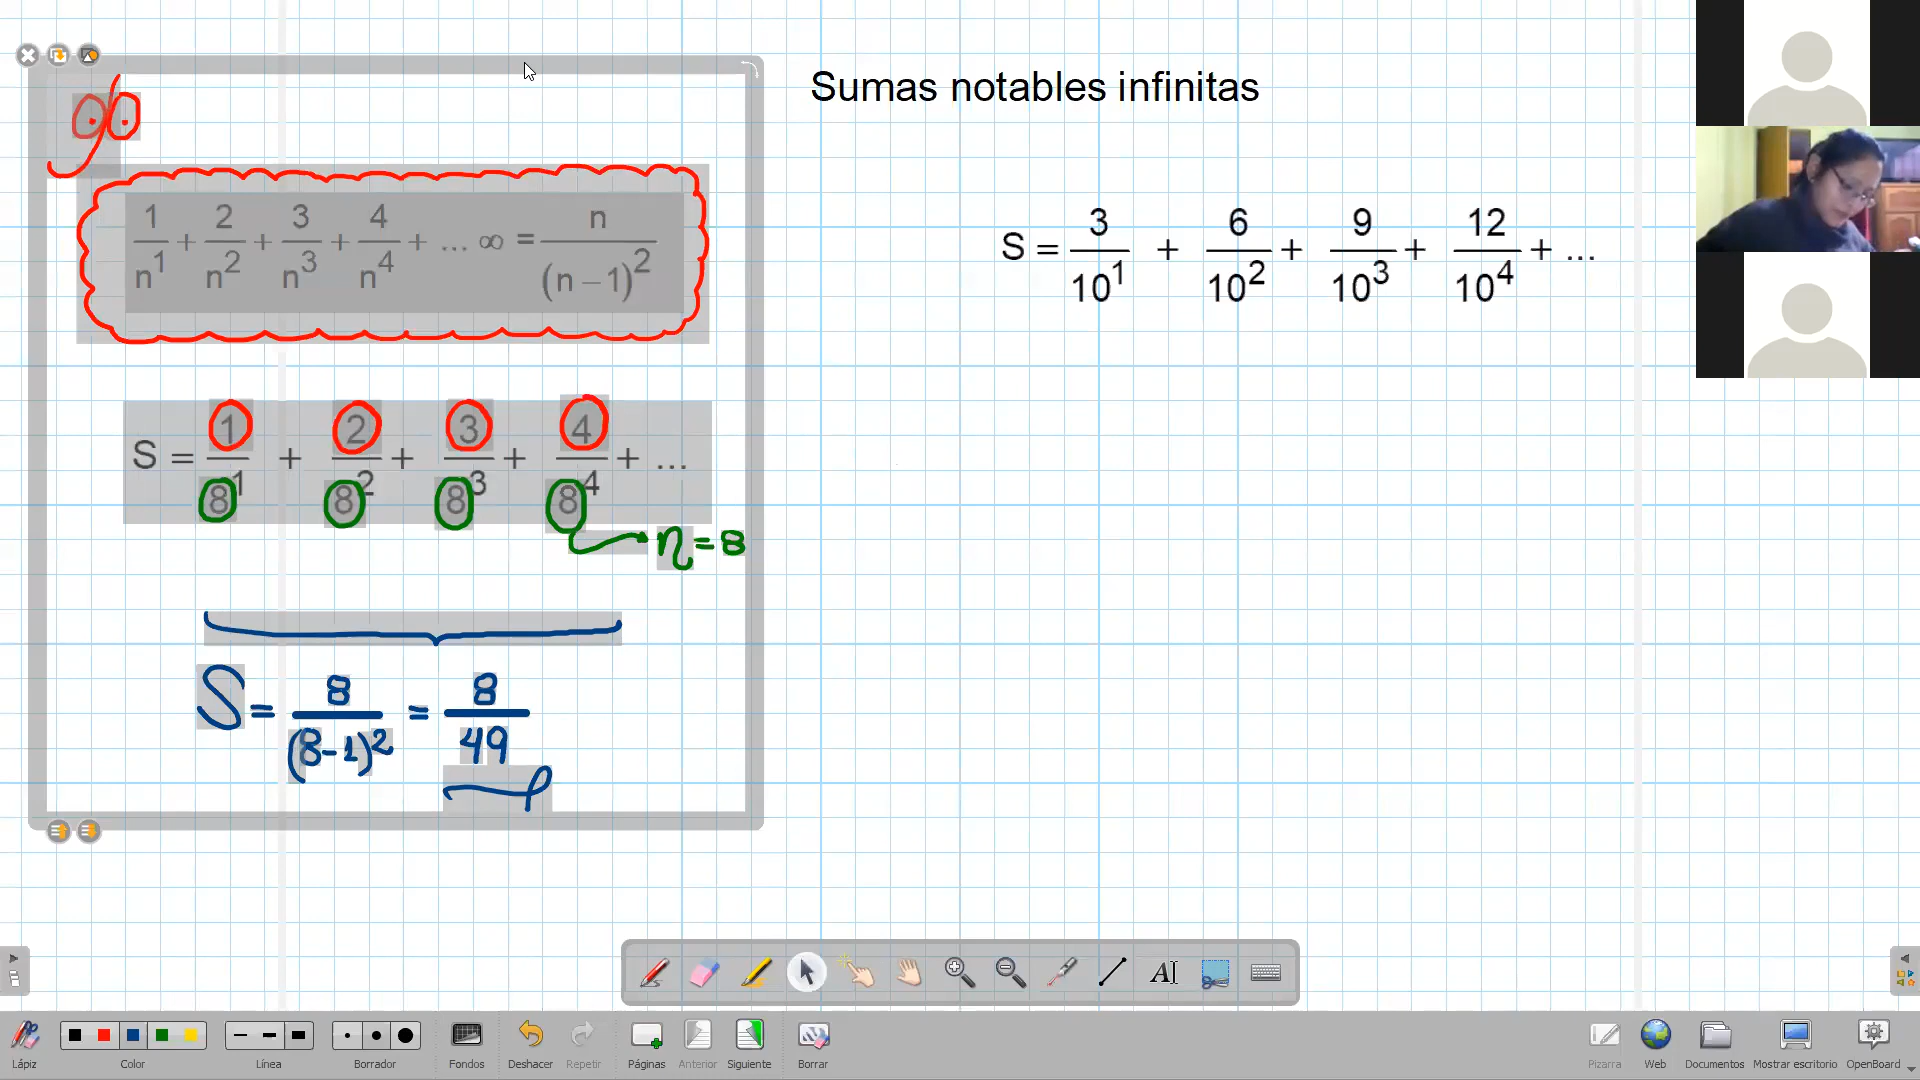 Sumas notables infinitas
1/n^1 + 2/n^2 + 3/n^3 + 4/n^4 + ... ∞ = n/(n – 1)^2
S = 1/8^1 + 2/8^2 + 3/8^3 + 4/8^4 + ...
n = 8
S = 8/(8-1)^2 = 8/49
S = 3/10^1 + 6/10^2 + 9/10^3 + 12/10^4 + ...
Lápiz
Color
Línea
Borrador
Fondos
Deshacer
Repetir
Páginas
Anterior
Siguiente
Borrar
Pizarra
Web
Documentos
Mostrar escritorio
OpenBoard